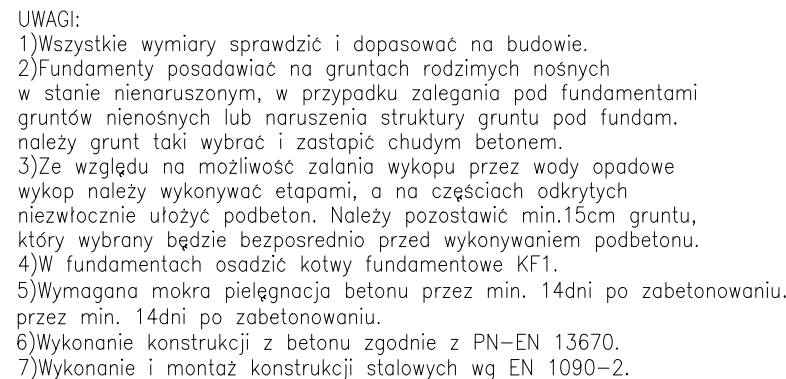 UWAGI:
1)Wszystkie wymiary sprawdzić i dopasować na budowie.
2)Fundamenty posadawiać na gruntach rodzimych nośnych
w stanie nienaruszonym, w przypadku zalegania pod fundamentami
gruntów nienośnych lub naruszenia struktury gruntu pod fundam.
należy grunt taki wybrać i zastapić chudym betonem.
3)Ze względu na możliwość zalania wykopu przez wody opadowe
wykop należy wykonywać etapami, a na częściach odkrytych
niezwłocznie ułożyć podbeton. Należy pozostawić min.15cm gruntu,
który wybrany będzie bezposrednio przed wykonywaniem podbetonu.
4)W fundamentach osadzić kotwy fundamentowe KF1.
5)Wymagana mokra pielęgnacja betonu przez min. 14dni po zabetonowaniu.
przez min. 14dni po zabetonowaniu.
6)Wykonanie konstrukcji z betonu zgodnie z PN-EN 13670.
7)Wykonanie i montaż konstrukcji stalowych wg EN 1090-2.